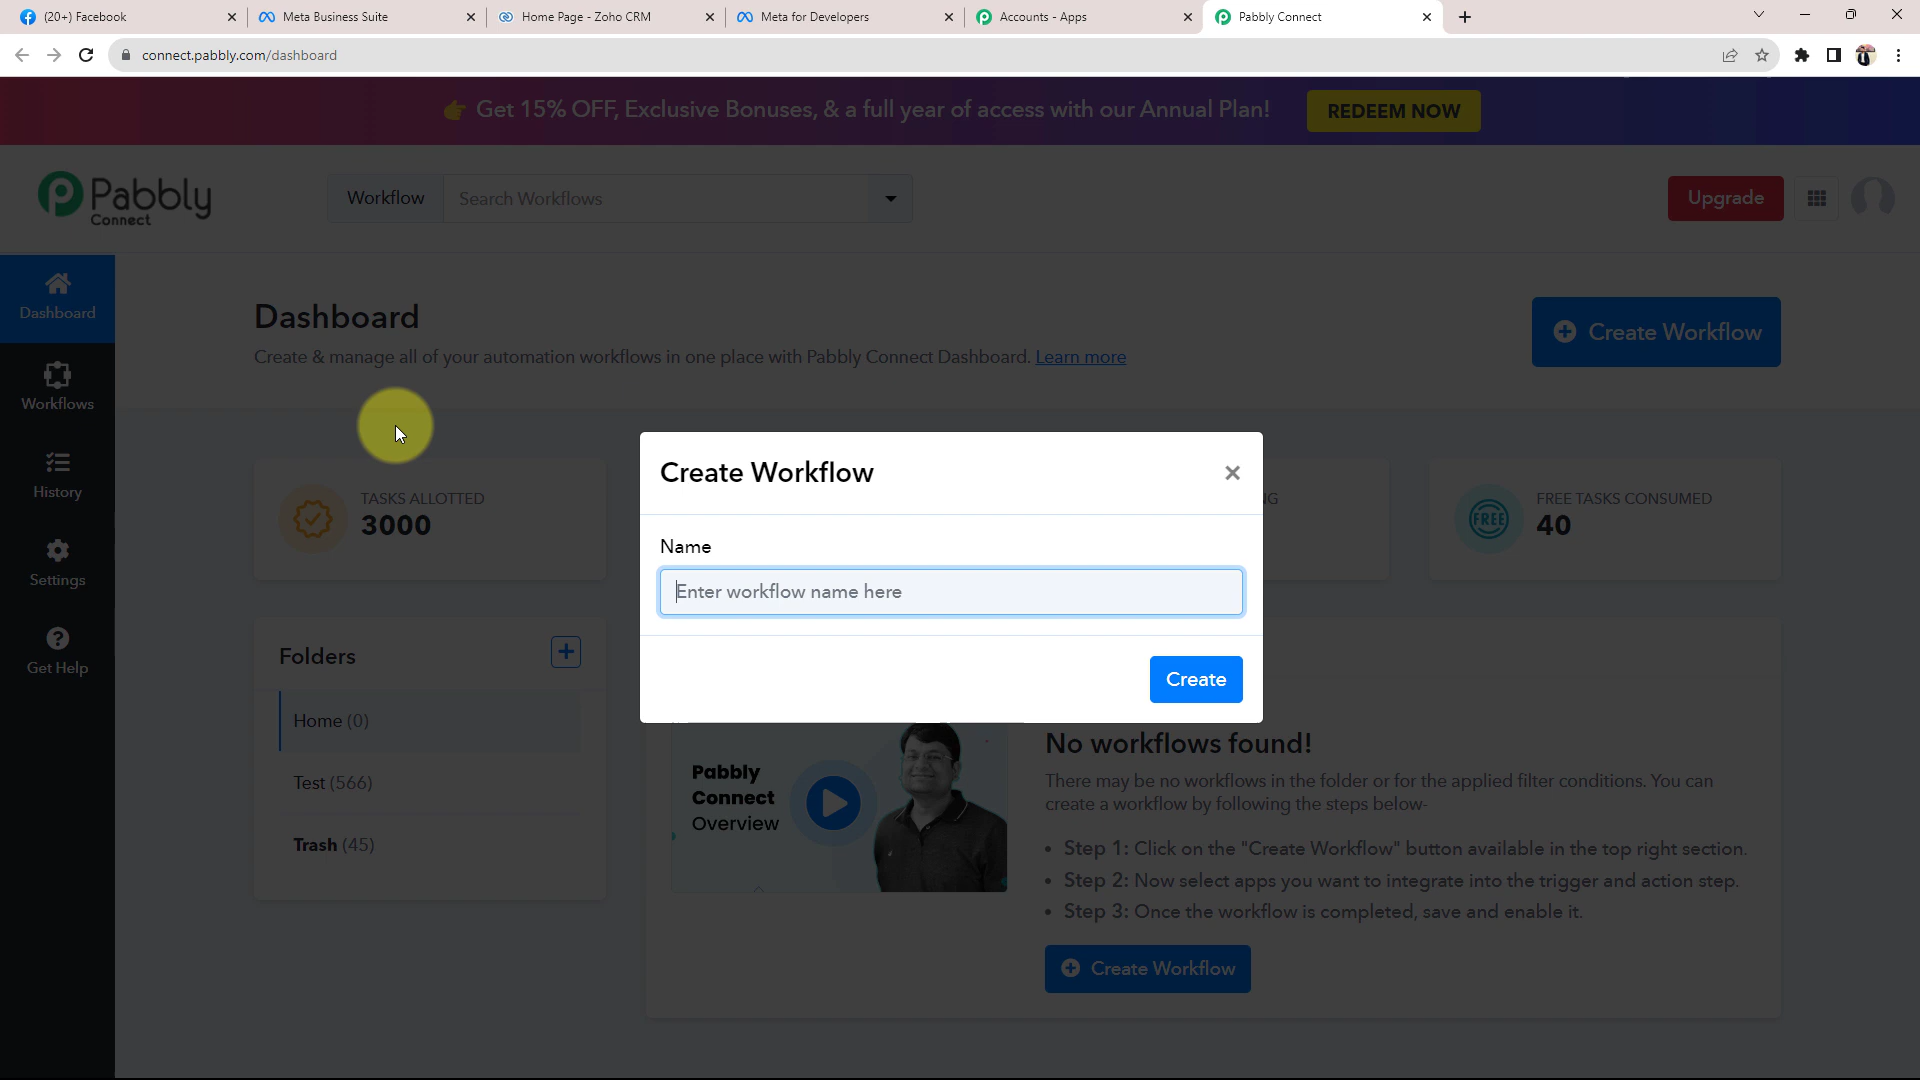 (20+) Facebook
Meta Business Suite
Home Page - Zoho CRM
Meta for Developers
Accounts - Apps
Pabbly Connect
connect.pabbly.com/dashboard
Get 15% OFF, Exclusive Bonuses, & a full year of access with our Annual Plan!
REDEEM NOW
Pabbly
Connect
Workflow
Search Workflows
Upgrade
Dashboard
Workflows
History
Settings
Get Help
Dashboard
Create & manage all of your automation workflows in one place with Pabbly Connect Dashboard. Learn more
Create Workflow
TASKS ALLOTTED
3000
NG
FREE
FREE TASKS CONSUMED
40
Create Workflow
Name
Enter workflow name here
Create
Folders
Home (0)
Test (566)
Trash (45)
Pabbly
Connect
Overview
No workflows found!
There may be no workflows in the folder or for the applied filter conditions. You can
create a workflow by following the steps below-
• Step 1: Click on the "Create Workflow" button available in the top right section.
• Step 2: Now select apps you want to integrate into the trigger and action step.
• Step 3: Once the workflow is completed, save and enable it.
Create Workflow